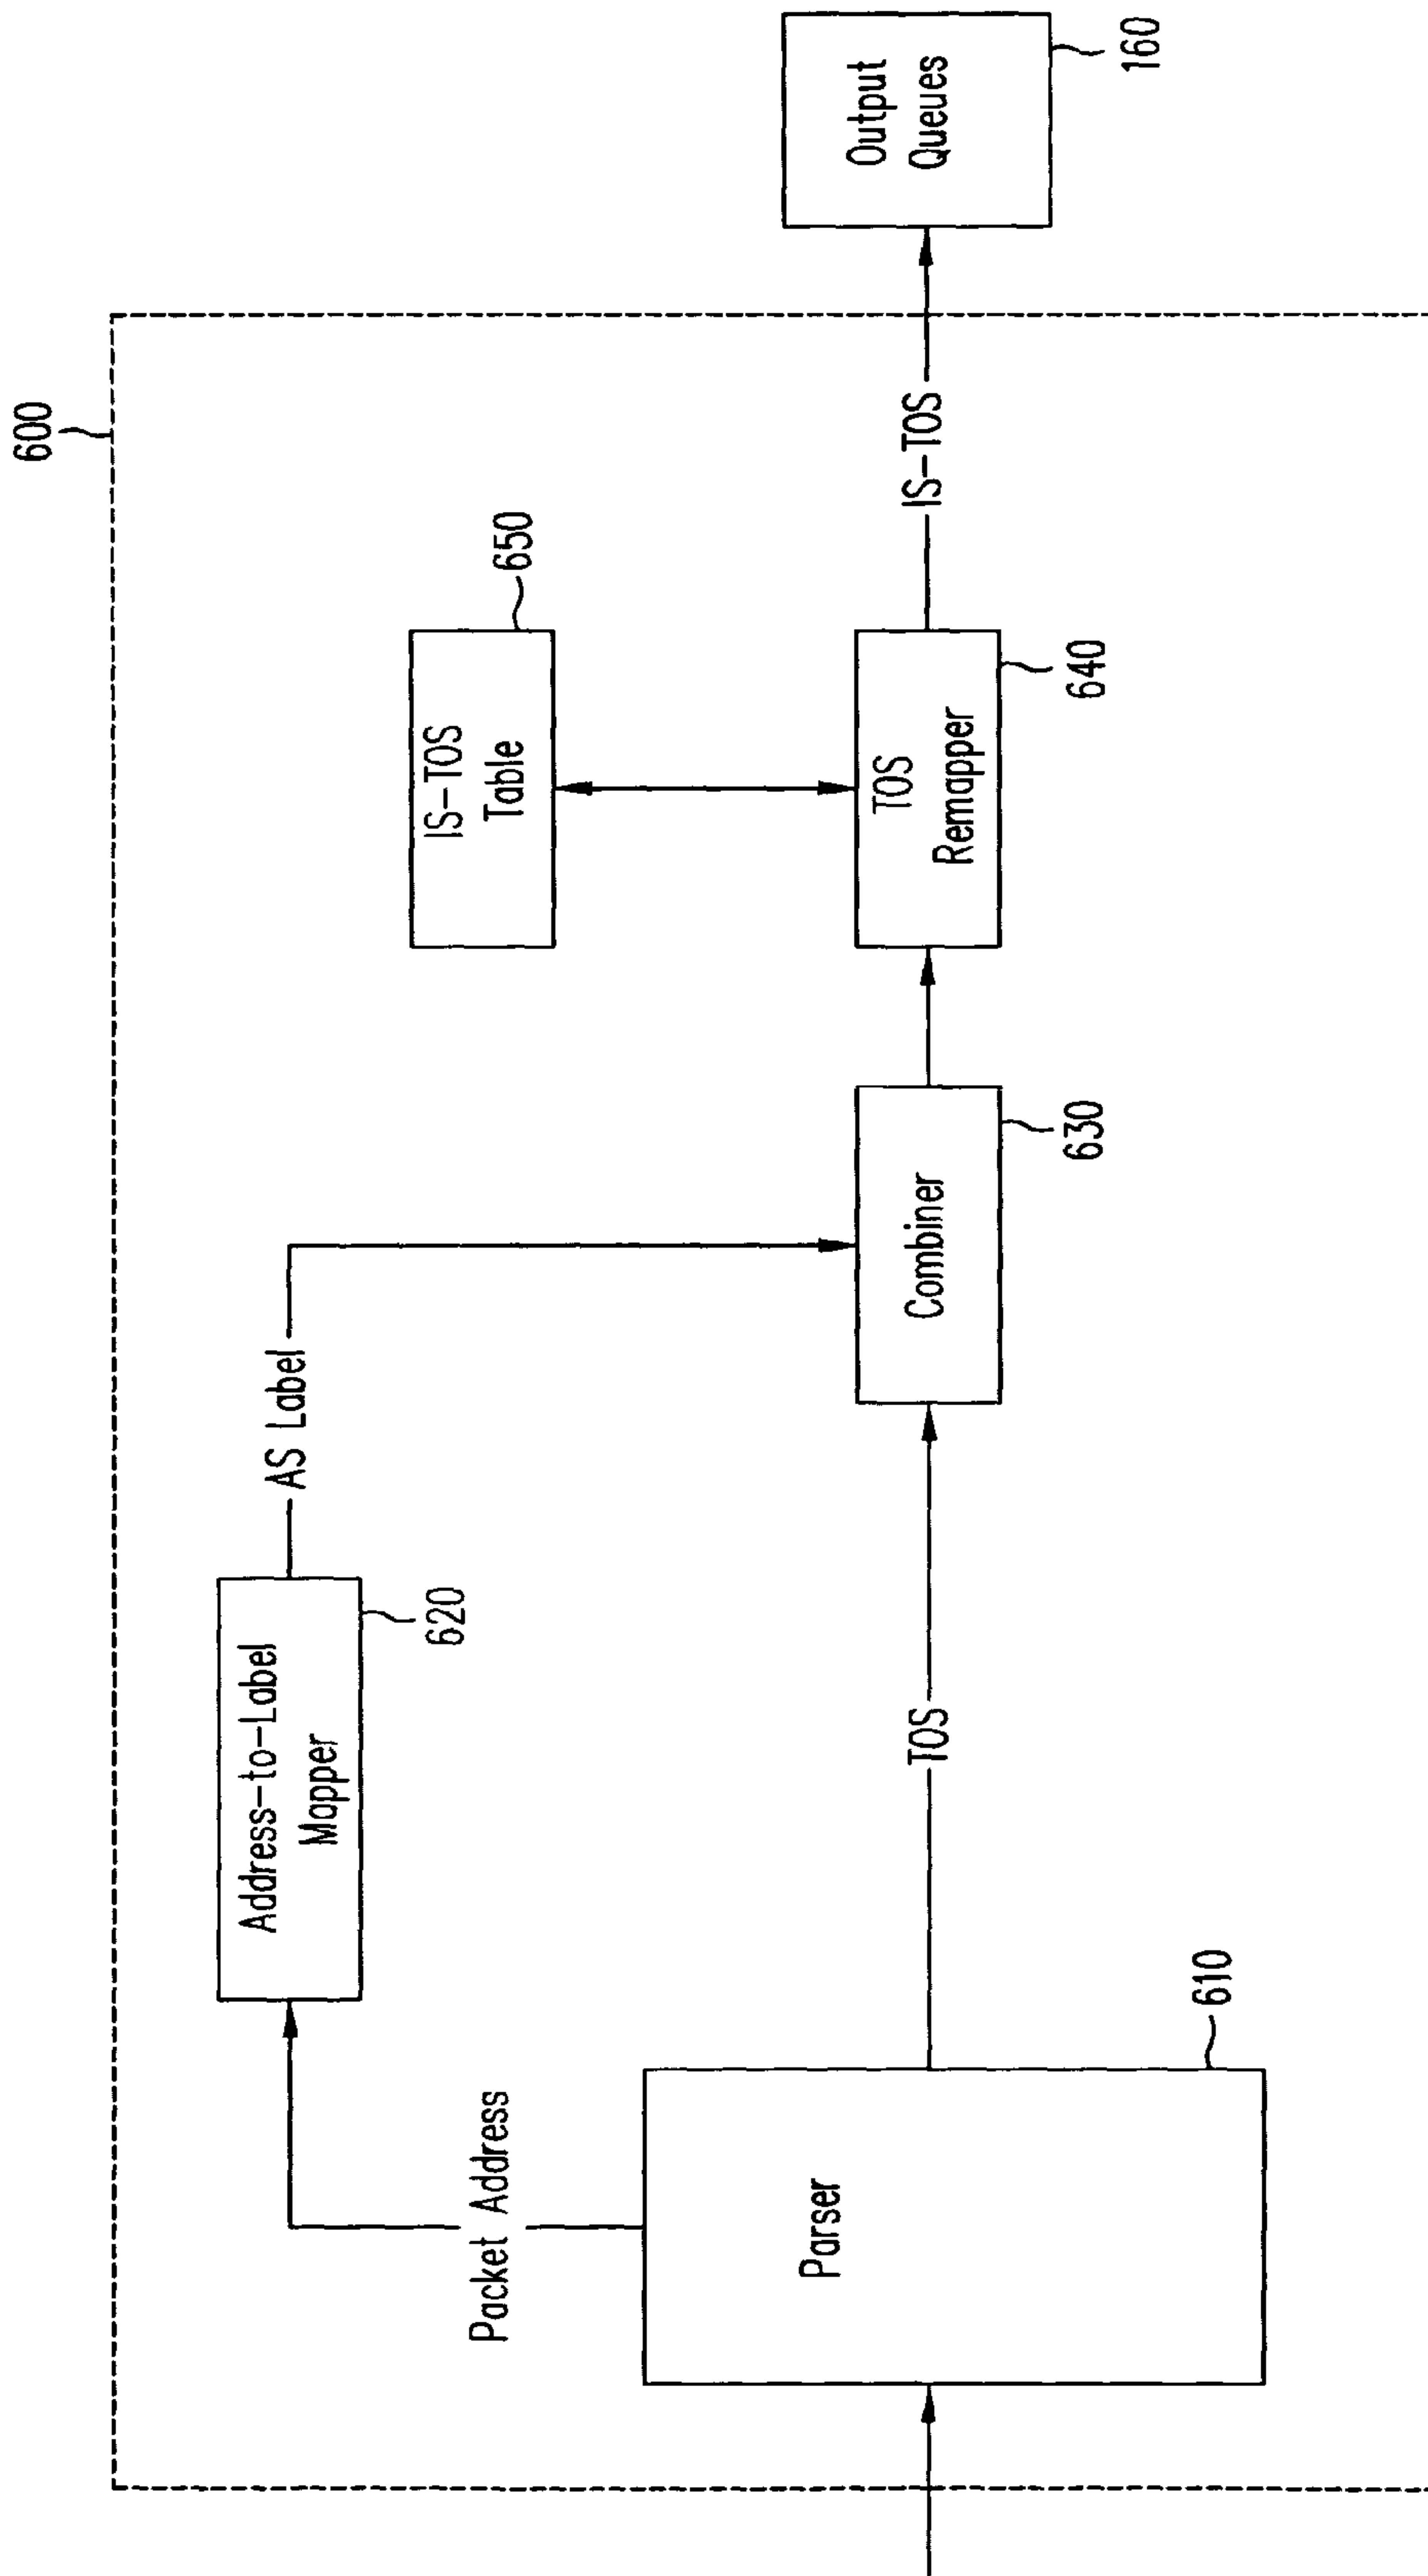 600
Address-to-Label
Mapper
620
AS Label
IS-TOS
Table
650
Packet Address
Parser
610
TOS
Combiner
630
TOS
Remapper
640
IS-TOS
Output
Queues
160